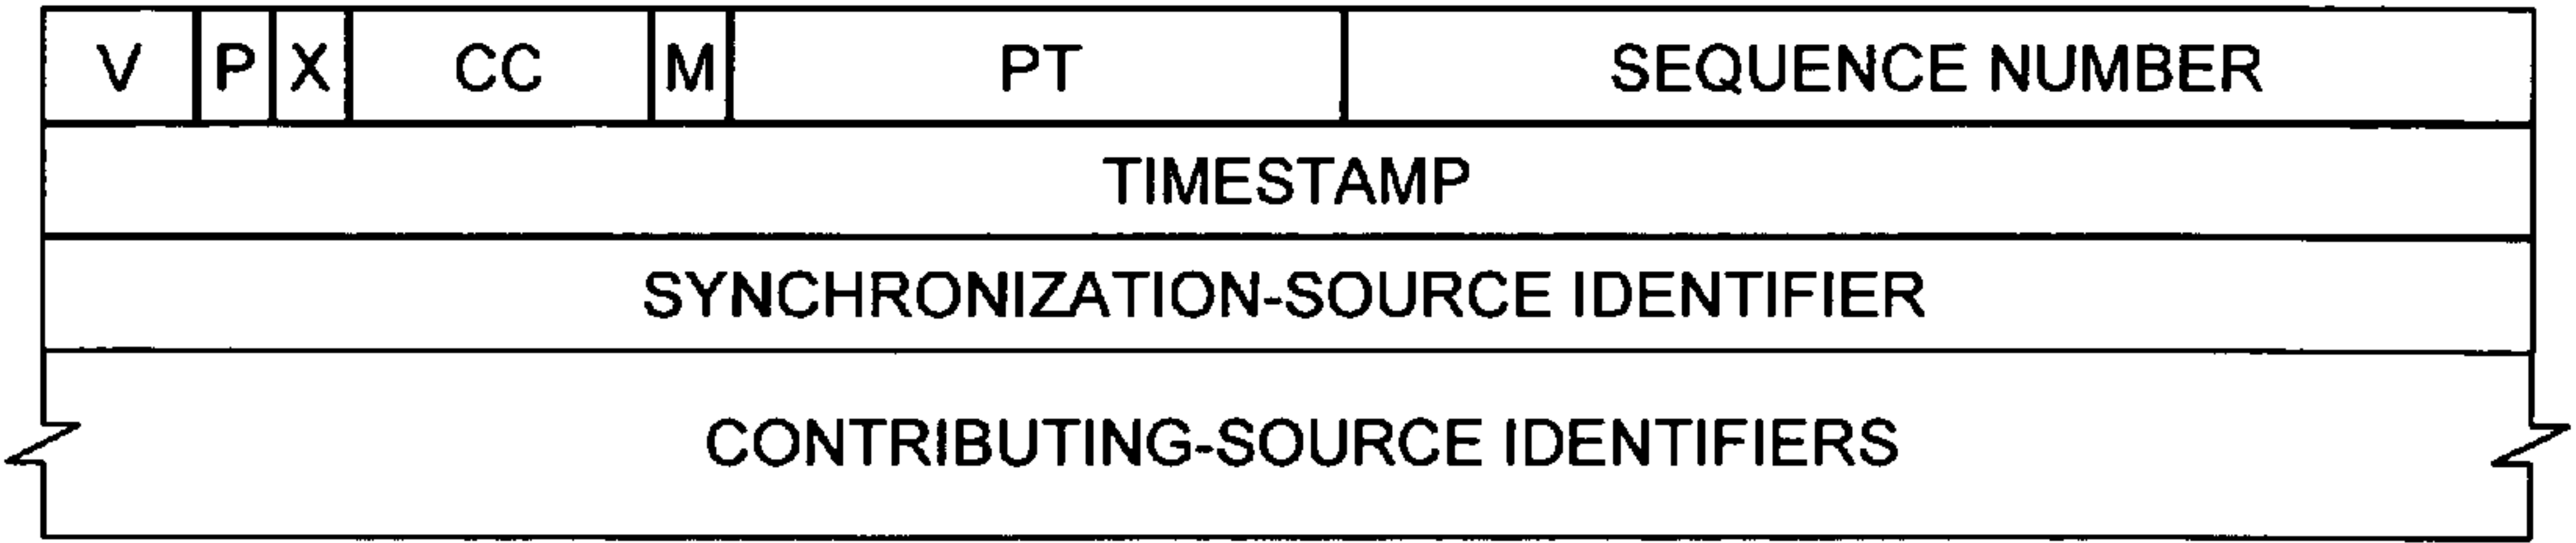 V P X CC M PT SEQUENCE NUMBER
TIMESTAMP
SYNCHRONIZATION-SOURCE IDENTIFIER
CONTRIBUTING-SOURCE IDENTIFIERS